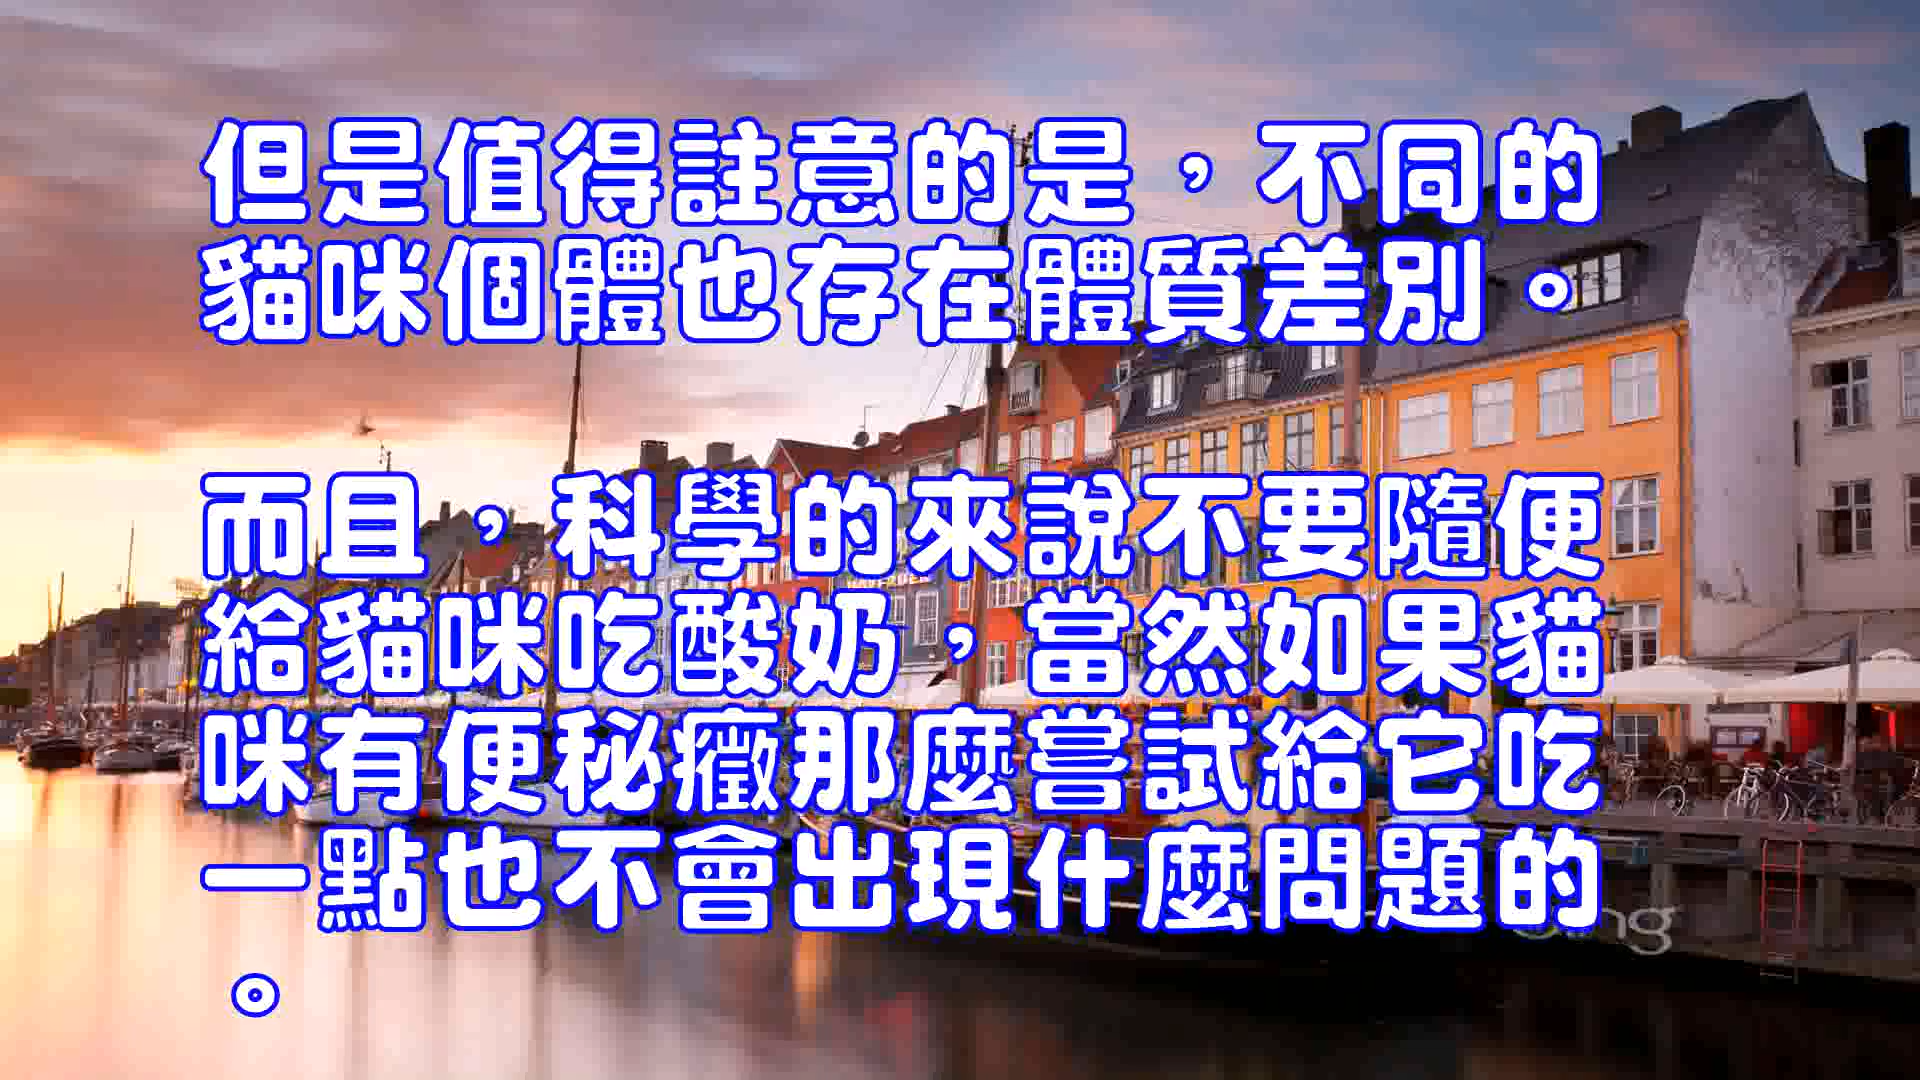 但是值得註意的是，不同的
貓咪個體也存在體質差別。
而且，科學的來說不要隨便
給貓咪吃酸奶，當然如果貓
咪有便秘癥那麼嘗試給它吃
一點也不會出現什麼問題的
。